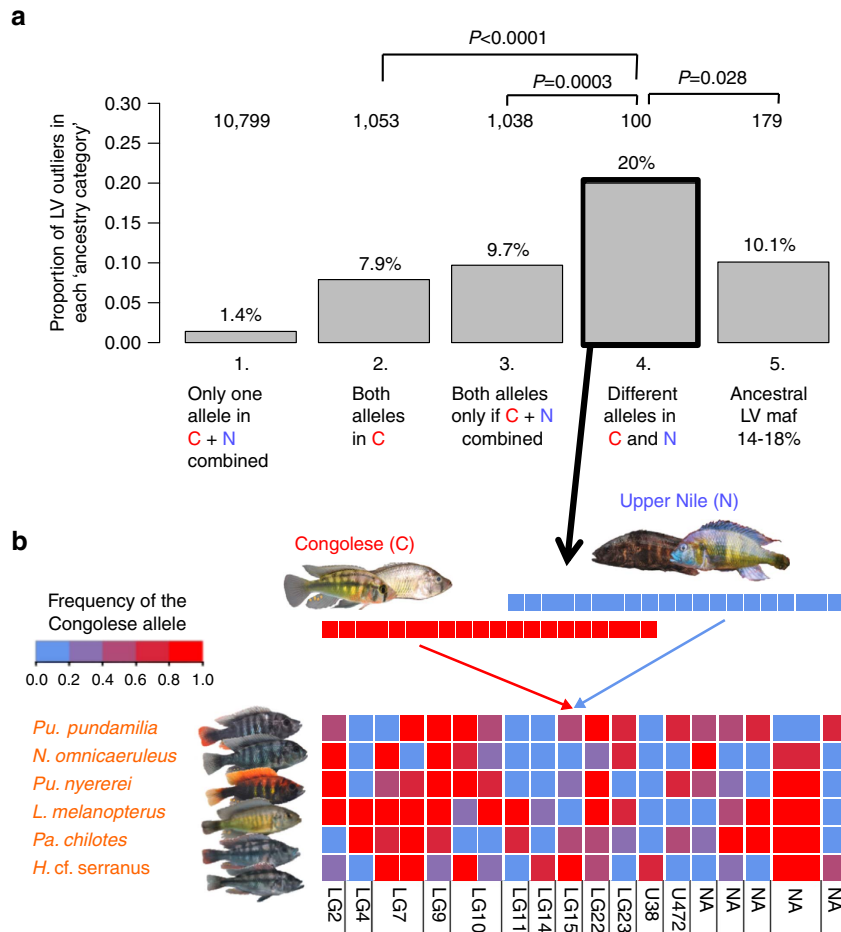 a
P<0.0001
P=0.0003
P=0.028
Proportion of LV outliers in
each ‘ancestry category’
0.30
0.25
0.20
0.15
0.10
0.05
0.00
10,799
1,053
1,038
100
179
1.4%
7.9%
9.7%
20%
10.1%
1.
Only one
allele in
C + N
combined
2.
Both
alleles
in C
3.
Both alleles
only if C + N
combined
4.
Different
alleles in
C and N
5.
Ancestral
LV maf
14-18%
b
Congolese (C)
Upper Nile (N)
Frequency of the
Congolese allele
0.0 0.2 0.4 0.6 0.8 1.0
Pu. pundamilia
N. omnicaeruleus
Pu. nyererei
L. melanopterus
Pa. chilotes
H. cf. serranus
LG2
LG4
LG7
LG9
LG10
LG11
LG14
LG15
LG22
LG23
U38
U472
NA
NA
NA
NA
NA